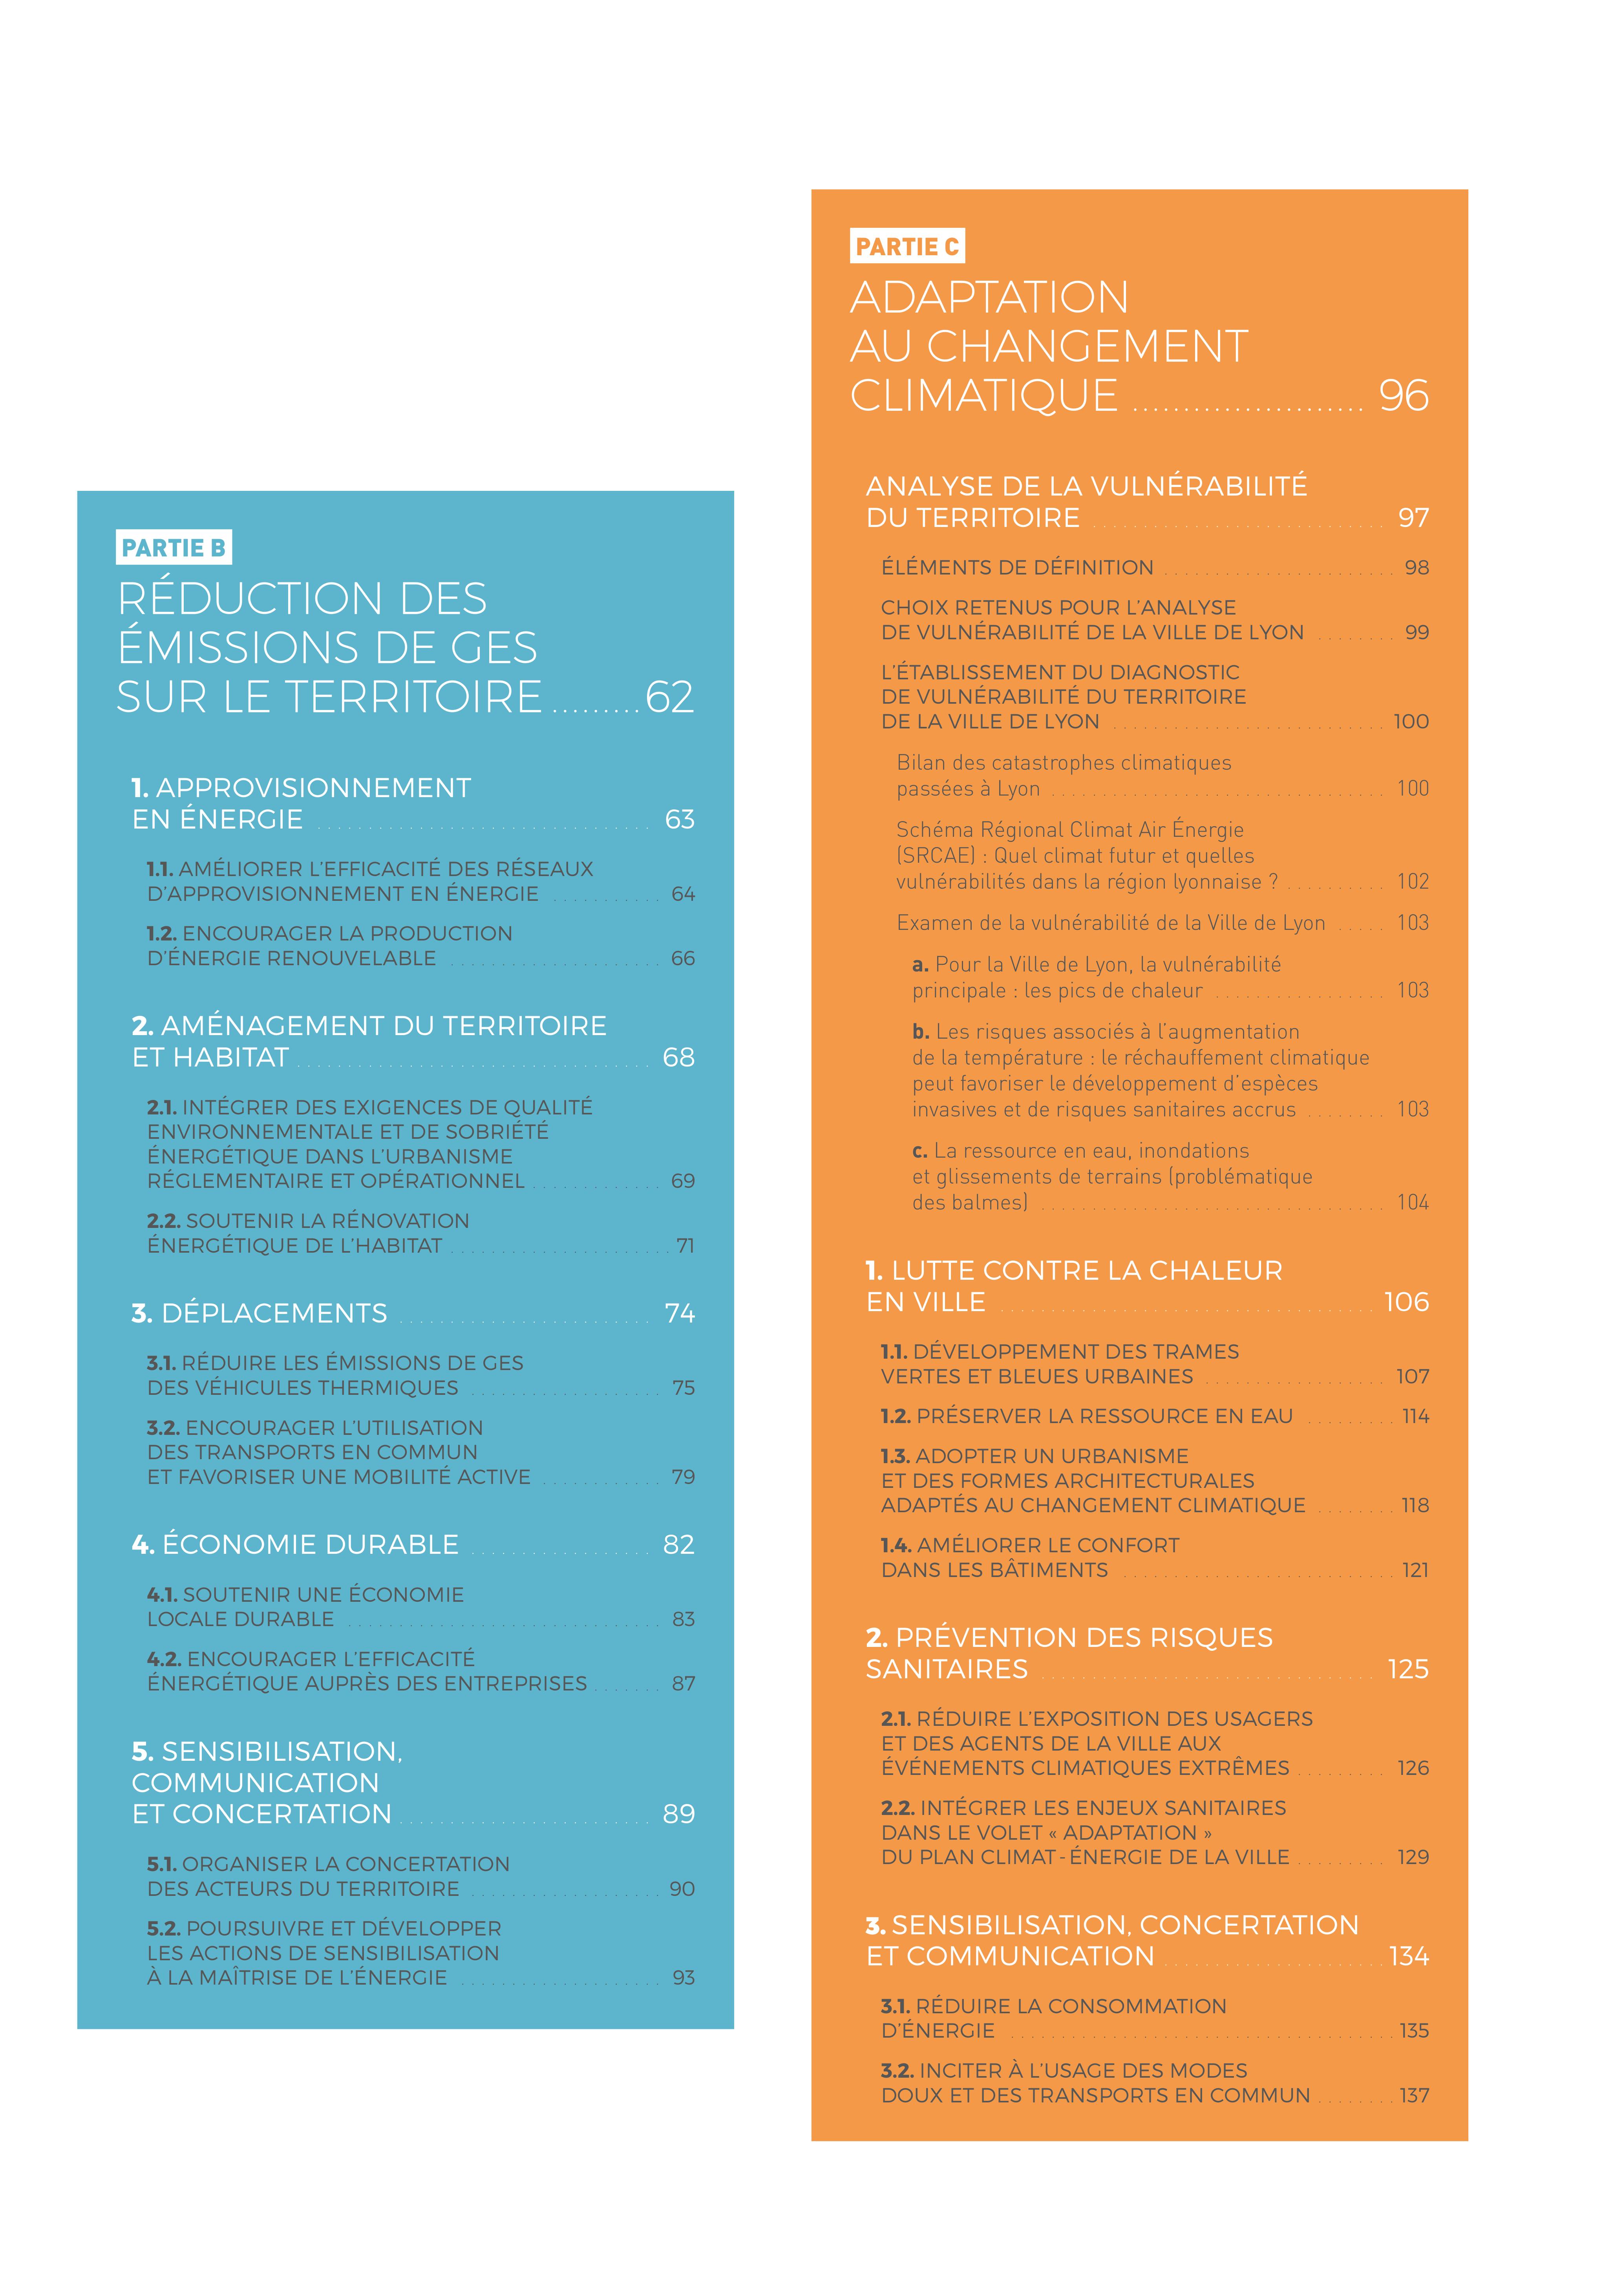 PARTIE B
RÉDUCTION DES
ÉMISSIONS DE GES
SUR LE TERRITOIRE ......... 62
1. APPROVISIONNEMENT
EN ÉNERGIE 63
1.1. AMÉLIORER L’EFFICACITÉ DES RÉSEAUX
D’APPROVISIONNEMENT EN ÉNERGIE 64
1.2. ENCOURAGER LA PRODUCTION
D’ÉNERGIE RENOUVELABLE 66
2. AMÉNAGEMENT DU TERRITOIRE
ET HABITAT 68
2.1. INTÉGRER DES EXIGENCES DE QUALITÉ
ENVIRONNEMENTALE ET DE SOBRIÉTÉ
ÉNERGÉTIQUE DANS L’URBANISME
RÉGLEMENTAIRE ET OPÉRATIONNEL 69
2.2. SOUTENIR LA RÉNOVATION
ÉNERGÉTIQUE DE L’HABITAT 71
3. DÉPLACEMENTS 74
3.1. RÉDUIRE LES ÉMISSIONS DE GES
DES VÉHICULES THERMIQUES 75
3.2. ENCOURAGER L’UTILISATION
DES TRANSPORTS EN COMMUN
ET FAVORISER UNE MOBILITÉ ACTIVE 79
4. ÉCONOMIE DURABLE 82
4.1. SOUTENIR UNE ÉCONOMIE
LOCALE DURABLE 83
4.2. ENCOURAGER L’EFFICACITÉ
ÉNERGÉTIQUE AUPRÈS DES ENTREPRISES 87
5. SENSIBILISATION,
COMMUNICATION
ET CONCERTATION 89
5.1. ORGANISER LA CONCERTATION
DES ACTEURS DU TERRITOIRE 90
5.2. POURSUIVRE ET DÉVELOPPER
LES ACTIONS DE SENSIBILISATION
À LA MAÎTRISE DE L’ÉNERGIE 93
PARTIE C
ADAPTATION
AU CHANGEMENT
CLIMATIQUE ....................... 96
ANALYSE DE LA VULNÉRABILITÉ
DU TERRITOIRE 97
ÉLÉMENTS DE DÉFINITION 98
CHOIX RETENUS POUR L’ANALYSE
DE VULNÉRABILITÉ DE LA VILLE DE LYON 99
L’ÉTABLISSEMENT DU DIAGNOSTIC
DE VULNÉRABILITÉ DU TERRITOIRE
DE LA VILLE DE LYON 100
Bilan des catastrophes climatiques
passées à Lyon 100
Schéma Régional Climat Air Énergie
(SRCAE) : Quel climat futur et quelles
vulnérabilités dans la région lyonnaise ? 102
Examen de la vulnérabilité de la Ville de Lyon 103
a. Pour la Ville de Lyon, la vulnérabilité
principale : les pics de chaleur 103
b. Les risques associés à l’augmentation
de la température : le réchauffement climatique
peut favoriser le développement d’espèces
invasives et de risques sanitaires accrus 103
c. La ressource en eau, inondations
et glissements de terrains (problématique
des balmes) 104
1. LUTTE CONTRE LA CHALEUR
EN VILLE 106
1.1. DÉVELOPPEMENT DES TRAMES
VERTES ET BLEUES URBAINES 107
1.2. PRÉSERVER LA RESSOURCE EN EAU 114
1.3. ADOPTER UN URBANISME
ET DES FORMES ARCHITECTURALES
ADAPTÉS AU CHANGEMENT CLIMATIQUE 118
1.4. AMÉLIORER LE CONFORT
DANS LES BÂTIMENTS 121
2. PRÉVENTION DES RISQUES
SANITAIRES 125
2.1. RÉDUIRE L’EXPOSITION DES USAGERS
ET DES AGENTS DE LA VILLE AUX
ÉVÉNEMENTS CLIMATIQUES EXTRÊMES 126
2.2. INTÉGRER LES ENJEUX SANITAIRES
DANS LE VOLET « ADAPTATION »
DU PLAN CLIMAT-ÉNERGIE DE LA VILLE 129
3. SENSIBILISATION, CONCERTATION
ET COMMUNICATION 134
3.1. RÉDUIRE LA CONSOMMATION
D’ÉNERGIE 135
3.2. INCITER À L’USAGE DES MODES
DOUX ET DES TRANSPORTS EN COMMUN 137